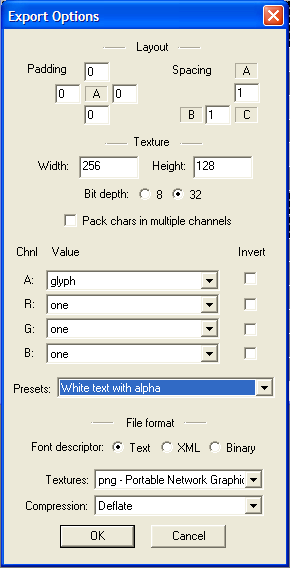 Export Options
Layout
Padding 0 Spacing A
0 A 0 1
0 B 1 C
Texture
Width: 256 Height: 128
Bit depth: 8 32
Pack chars in multiple channels
Chnl Value Invert
A: glyph
R: one
G: one
B: one
Presets: White text with alpha
File format
Font descriptor: Text XML Binary
Textures: png - Portable Network Graphic
Compression: Deflate
OK Cancel